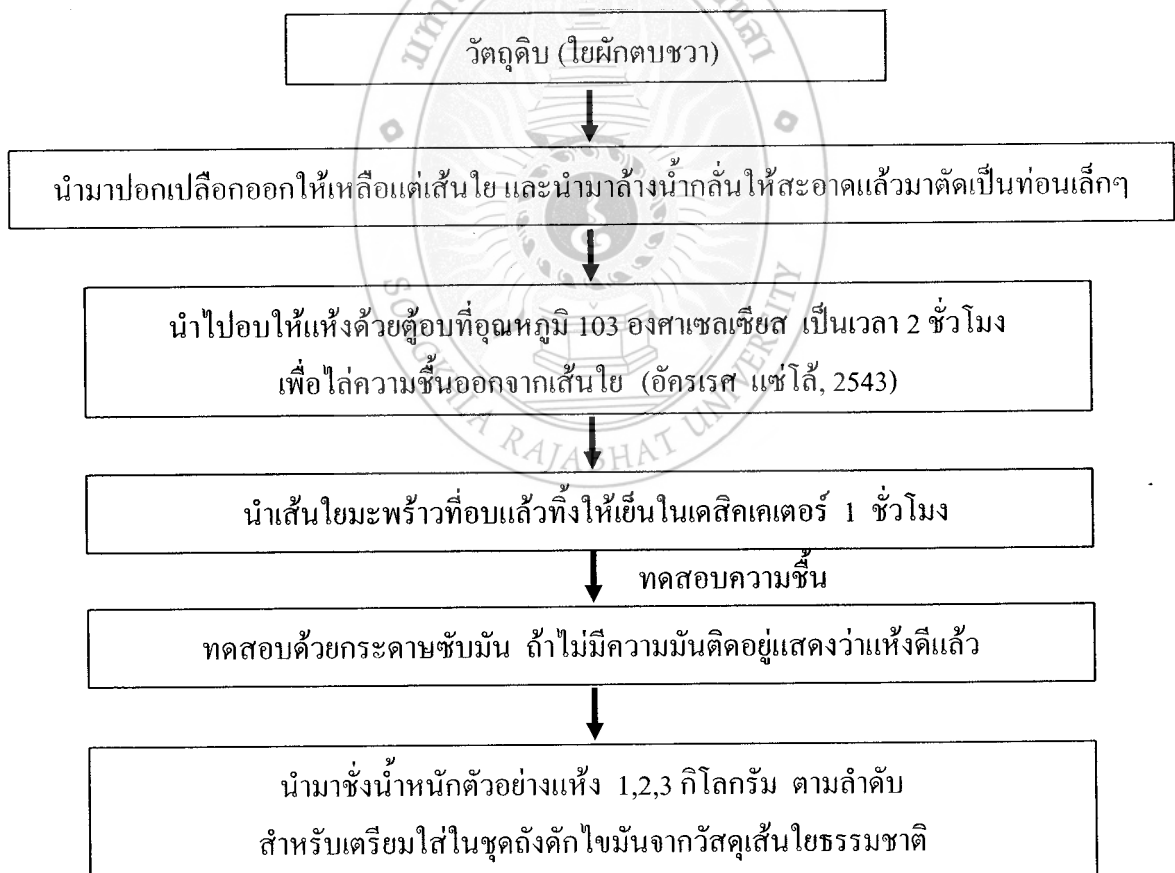 วัตถุดิบ (ใยผักตบชวา)
นำมาปอกเปลือกออกให้เหลือแต่เส้นใย และนำมาล้างน้ำกลั่นให้สะอาดแล้วมาตัดเป็นท่อนเล็กๆ
นำไปอบให้แห้งด้วยตู้อบที่อุณหภูมิ 103 องศาเซลเซียส เป็นเวลา 2 ชั่วโมง
เพื่อไล่ความชื้นออกจากเส้นใย (อัครเรศ แซ่โล้, 2543)
SONGKHLA RAJABHAT UNIVERSITY
นำเส้นใยมะพร้าวที่อบแล้วทิ้งให้เย็นในเดสิคเคเตอร์ 1 ชั่วโมง
ทดสอบความชื้น
ทดสอบด้วยกระดาษซับมัน ถ้าไม่มีความมันติดอยู่แสดงว่าแห้งดีแล้ว
นำมาชั่งน้ำหนักตัวอย่างแห้ง 1,2,3 กิโลกรัม ตามลำดับ
สำหรับเตรียมใส่ในชุดถังดักไขมันจากวัสดุเส้นใยธรรมชาติ